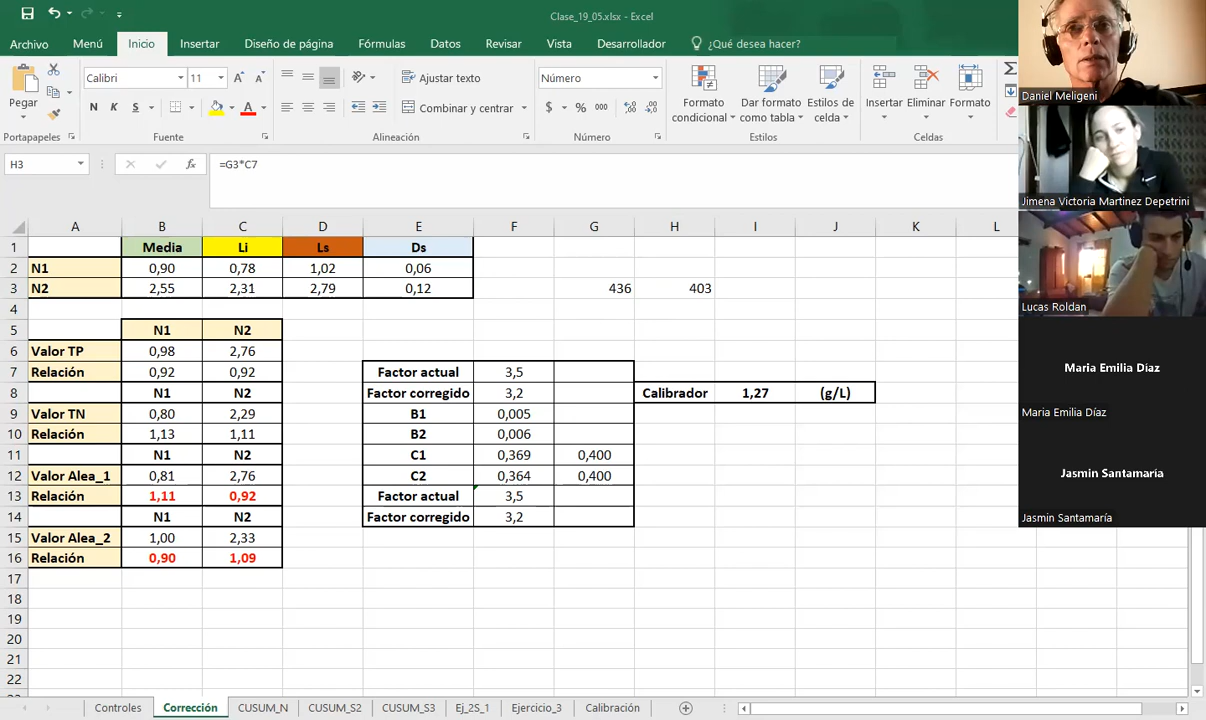 Clase_19_05.xlsx - Excel
Archivo Menú Inicio Insertar Diseño de página Fórmulas Datos Revisar Vista Desarrollador ¿Qué desea hacer?
Pegar Calibri 11 Ajustar texto Número
N K S Combinar y centrar $ % 000
Formato condicional Dar formato como tabla Estilos de celda Insertar Eliminar Formato
Portapapeles Fuente Alineación Número Estilos Celdas
H3 fx =G3*C7
A B C D E F G H I J K L
1 Media Li Ls Ds
2 N1 0,90 0,78 1,02 0,06
3 N2 2,55 2,31 2,79 0,12 436 403
4
5 N1 N2
6 Valor TP 0,98 2,76
7 Relación 0,92 0,92 Factor actual 3,5
8 N1 N2 Factor corregido 3,2 Calibrador 1,27 (g/L)
9 Valor TN 0,80 2,29 B1 0,005
10 Relación 1,13 1,11 B2 0,006
11 N1 N2 C1 0,369 0,400
12 Valor Alea_1 0,81 2,76 C2 0,364 0,400
13 Relación 1,11 0,92 Factor actual 3,5
14 N1 N2 Factor corregido 3,2
15 Valor Alea_2 1,00 2,33
16 Relación 0,90 1,09
17
18
19
20
21
22
Controles Corrección CUSUM_N CUSUM_S2 CUSUM_S3 Ej_2S_1 Ejercicio_3 Calibración
Daniel Meligeni
Jimena Victoria Martinez Depetrini
Lucas Roldan
Maria Emilia Diaz
Maria Emilia Díaz
Jasmin Santamaría
Jasmin Santamaría